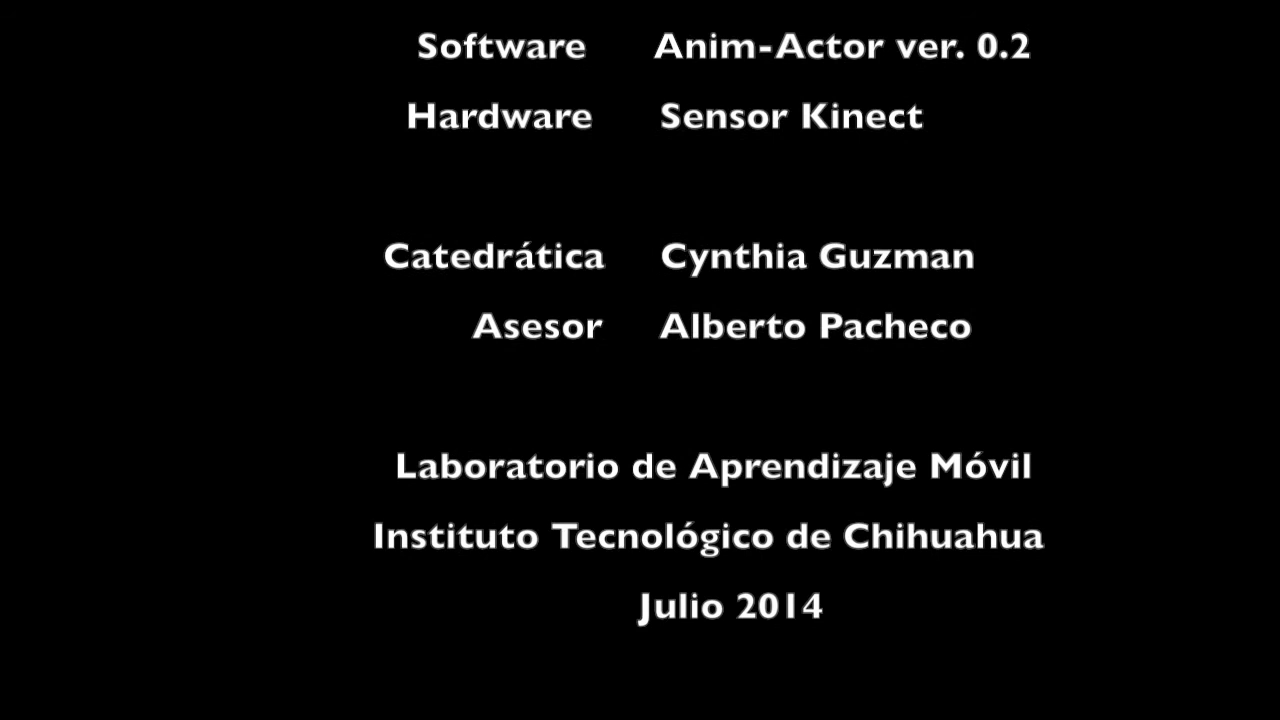 Software Anim-Actor ver. 0.2
Hardware Sensor Kinect
Catedrática Cynthia Guzman
Asesor Alberto Pacheco
Laboratorio de Aprendizaje Móvil
Instituto Tecnológico de Chihuahua
Julio 2014